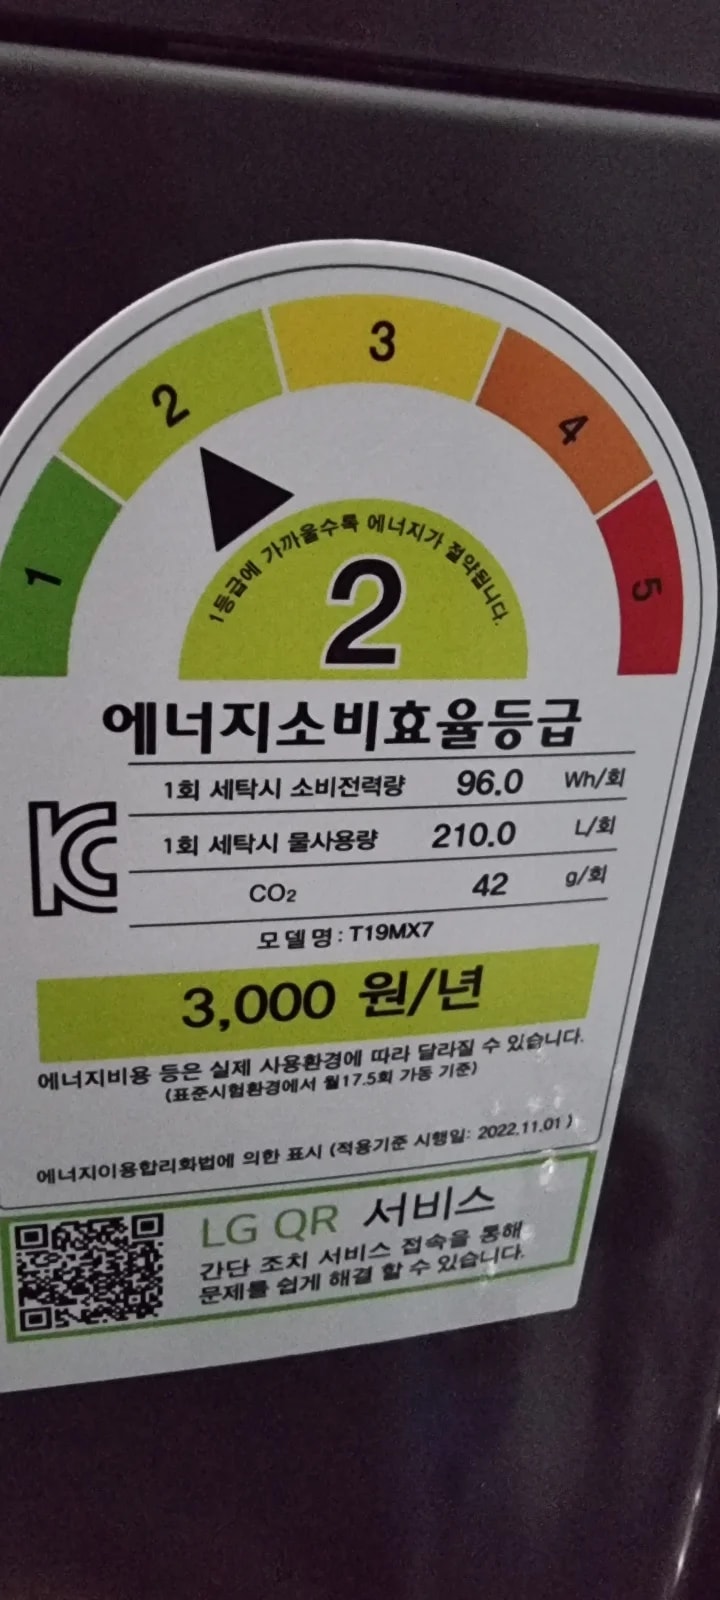 1
2
3
4
5
1등급에 가까울수록 에너지가 절약됩니다.
2
에너지소비효율등급
1회 세탁시 소비전력량 96.0 Wh/회
1회 세탁시 물사용량 210.0 L/회
CO₂ 42 g/회
모델명 : T19MX7
3,000 원/년
에너지비용 등은 실제 사용환경에 따라 달라질 수 있습니다.
(표준시험환경에서 월17.5회 가동 기준)
에너지이용합리화법에 의한 표시 (적용기준 시행일: 2022.11.01 )
LG QR 서비스
간단 조치 서비스 접속을 통해
문제를 쉽게 해결 할 수 있습니다.